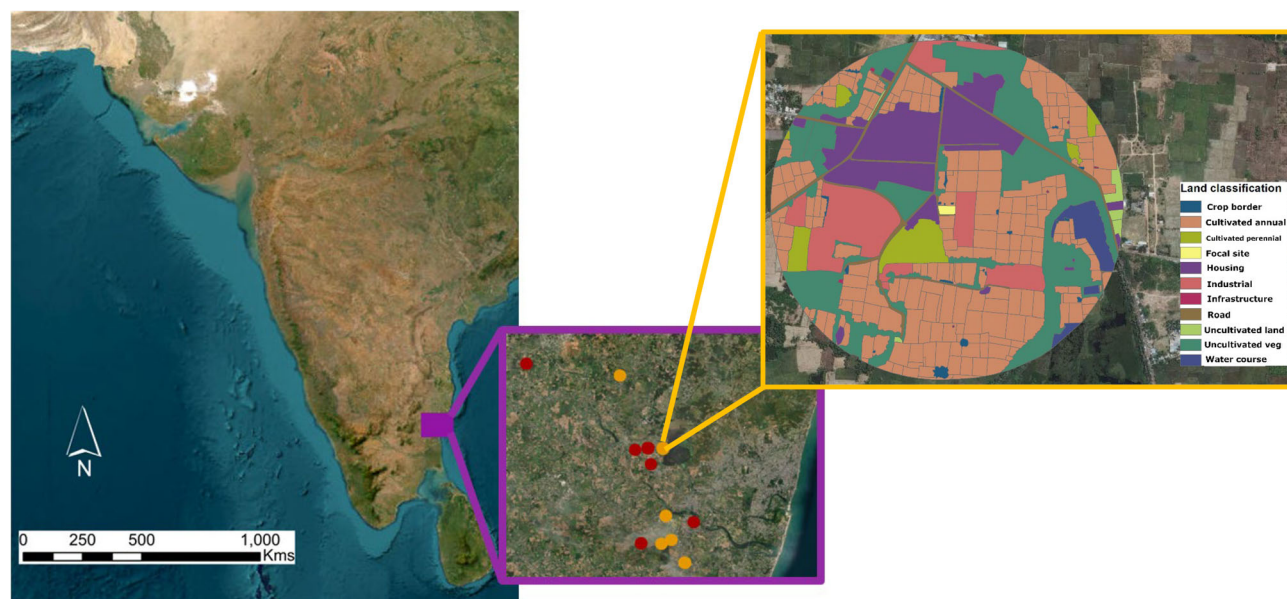 Land classification
Crop border
Cultivated annual
Cultivated perennial
Focal site
Housing
Industrial
Infrastructure
Road
Uncultivated land
Uncultivated veg
Water course
N
0 250 500 1,000
Kms